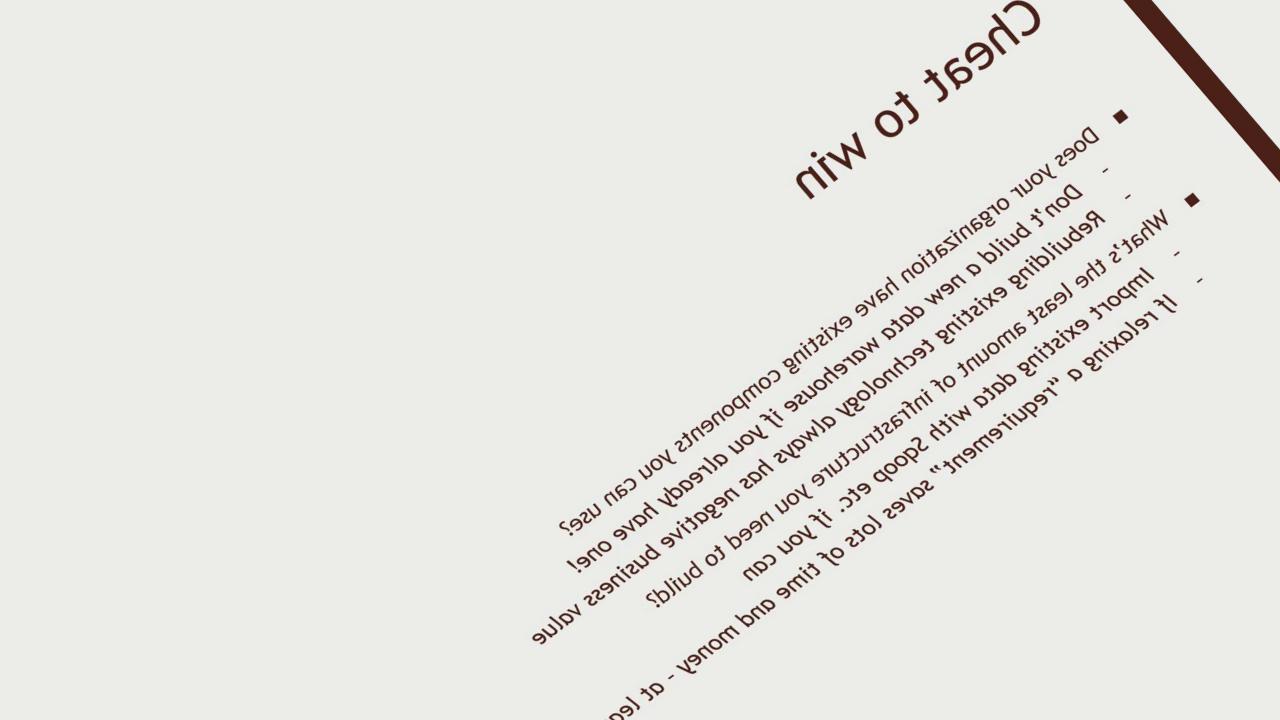 Cheat to win
▪ Does your organization have existing components you can use?
- Don't build a new data warehouse if you already have one!
- Rebuilding existing technology always has negative business value
▪ What's the least amount of infrastructure you need to build?
- Import existing data with Sqoop etc. if you can
- If relaxing a "requirement" saves lots of time and money - at